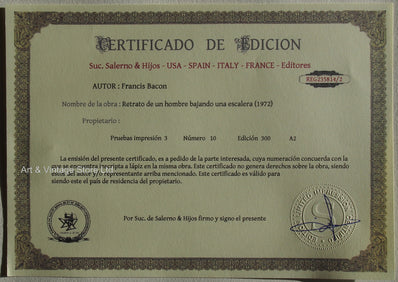 CERTIFICADO DE EDICION
Suc. Salerno & Hijos - USA - SPAIN - ITALY - FRANCE - Editores
REG235814/2
AUTOR : Francis Bacon
Nombre de la obra : Retrato de un hombre bajando una escalera (1972)
Propietario :
Pruebas impresión 3 Número 10 Edición 300 A2
La emisión del presente certificado, es a pedido de la parte interesada, cuya numeración concuerda con la
que se encuentra inscripta a lápiz en la misma obra. Este certificado no genera derechos sobre la obra, siendo
estos del autor y/o representante arriba mencionado. Este certificado es válido para
siendo este el país de residencia del propietario.
Art & Vintage Store Ltd
Por Suc. de Salerno & Hijos firmo y signo el presente